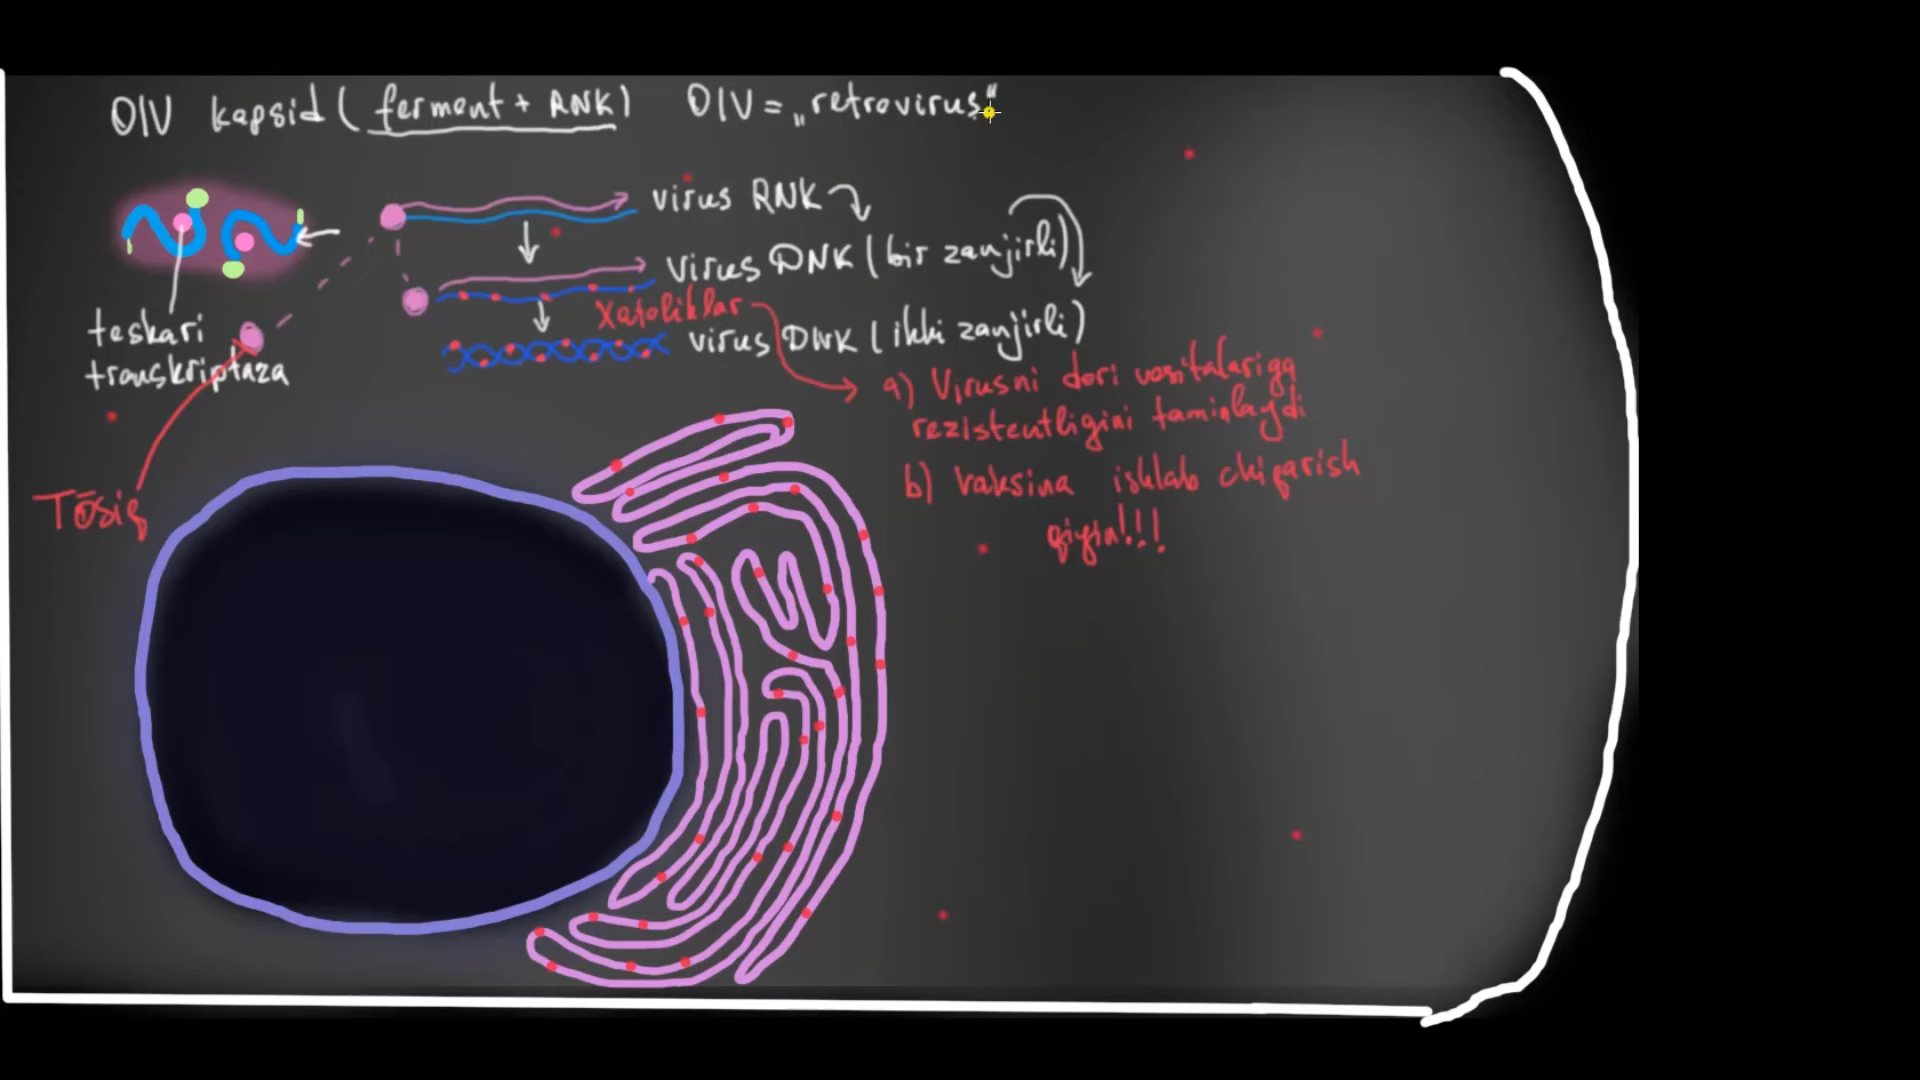 OIV kapsid (ferment + RNK) OIV = „retrovirus“
virus RNK
virus DNK (bir zanjirli)
Xatoliklar
virus DNK (ikki zanjirli)
teskari
transkriptaza
a) Virusni dori vositalariga
rezistentligini taminlaydi
b) vaksina ishlab chiqarish
qiyin!!!
Tōsiq